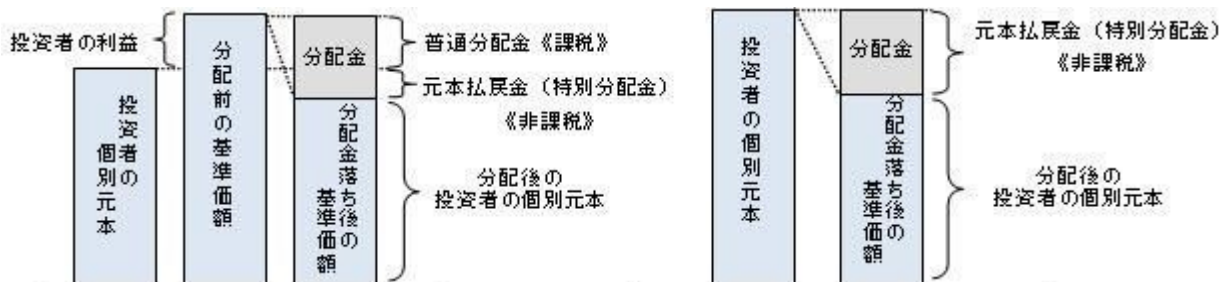 投資者の利益
投資者の
個別元本
分配前の基準価額
分配金
分配金落ち後の
基準価額
普通分配金《課税》
元本払戻金（特別分配金）
《非課税》
分配後の
投資者の個別元本
投資者の個別元本
分配金
分配金落ち後の
基準価額
元本払戻金（特別分配金）
《非課税》
分配後の
投資者の個別元本